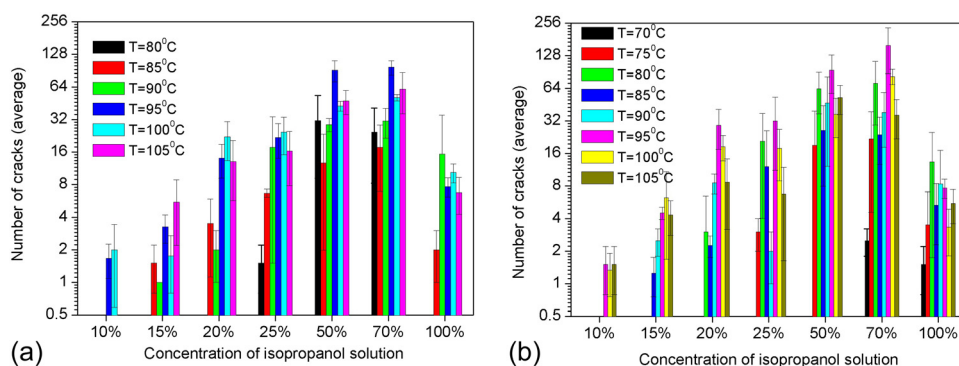 256
128
64
32
16
8
4
2
1
0.5
Number of cracks (average)
T=80⁰C
T=85⁰C
T=90⁰C
T=95⁰C
T=100⁰C
T=105⁰C
10% 15% 20% 25% 50% 70% 100%
Concentration of isopropanol solution
(a)
256
128
64
32
16
8
4
2
1
0.5
Number of cracks (average)
T=70⁰C
T=75⁰C
T=80⁰C
T=85⁰C
T=90⁰C
T=95⁰C
T=100⁰C
T=105⁰C
10% 15% 20% 25% 50% 70% 100%
Concentration of isopropanol solution
(b)